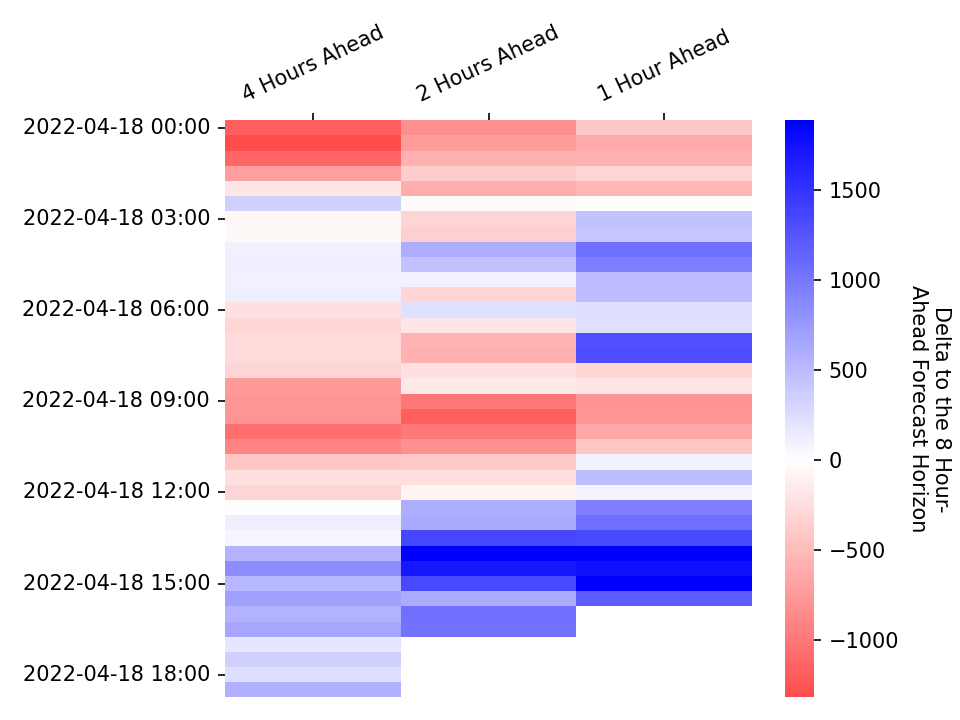 4 Hours Ahead
2 Hours Ahead
1 Hour Ahead
2022-04-18 00:00
2022-04-18 03:00
2022-04-18 06:00
2022-04-18 09:00
2022-04-18 12:00
2022-04-18 15:00
2022-04-18 18:00
1500
1000
500
0
−500
−1000
Delta to the 8 Hour-
Ahead Forecast Horizon